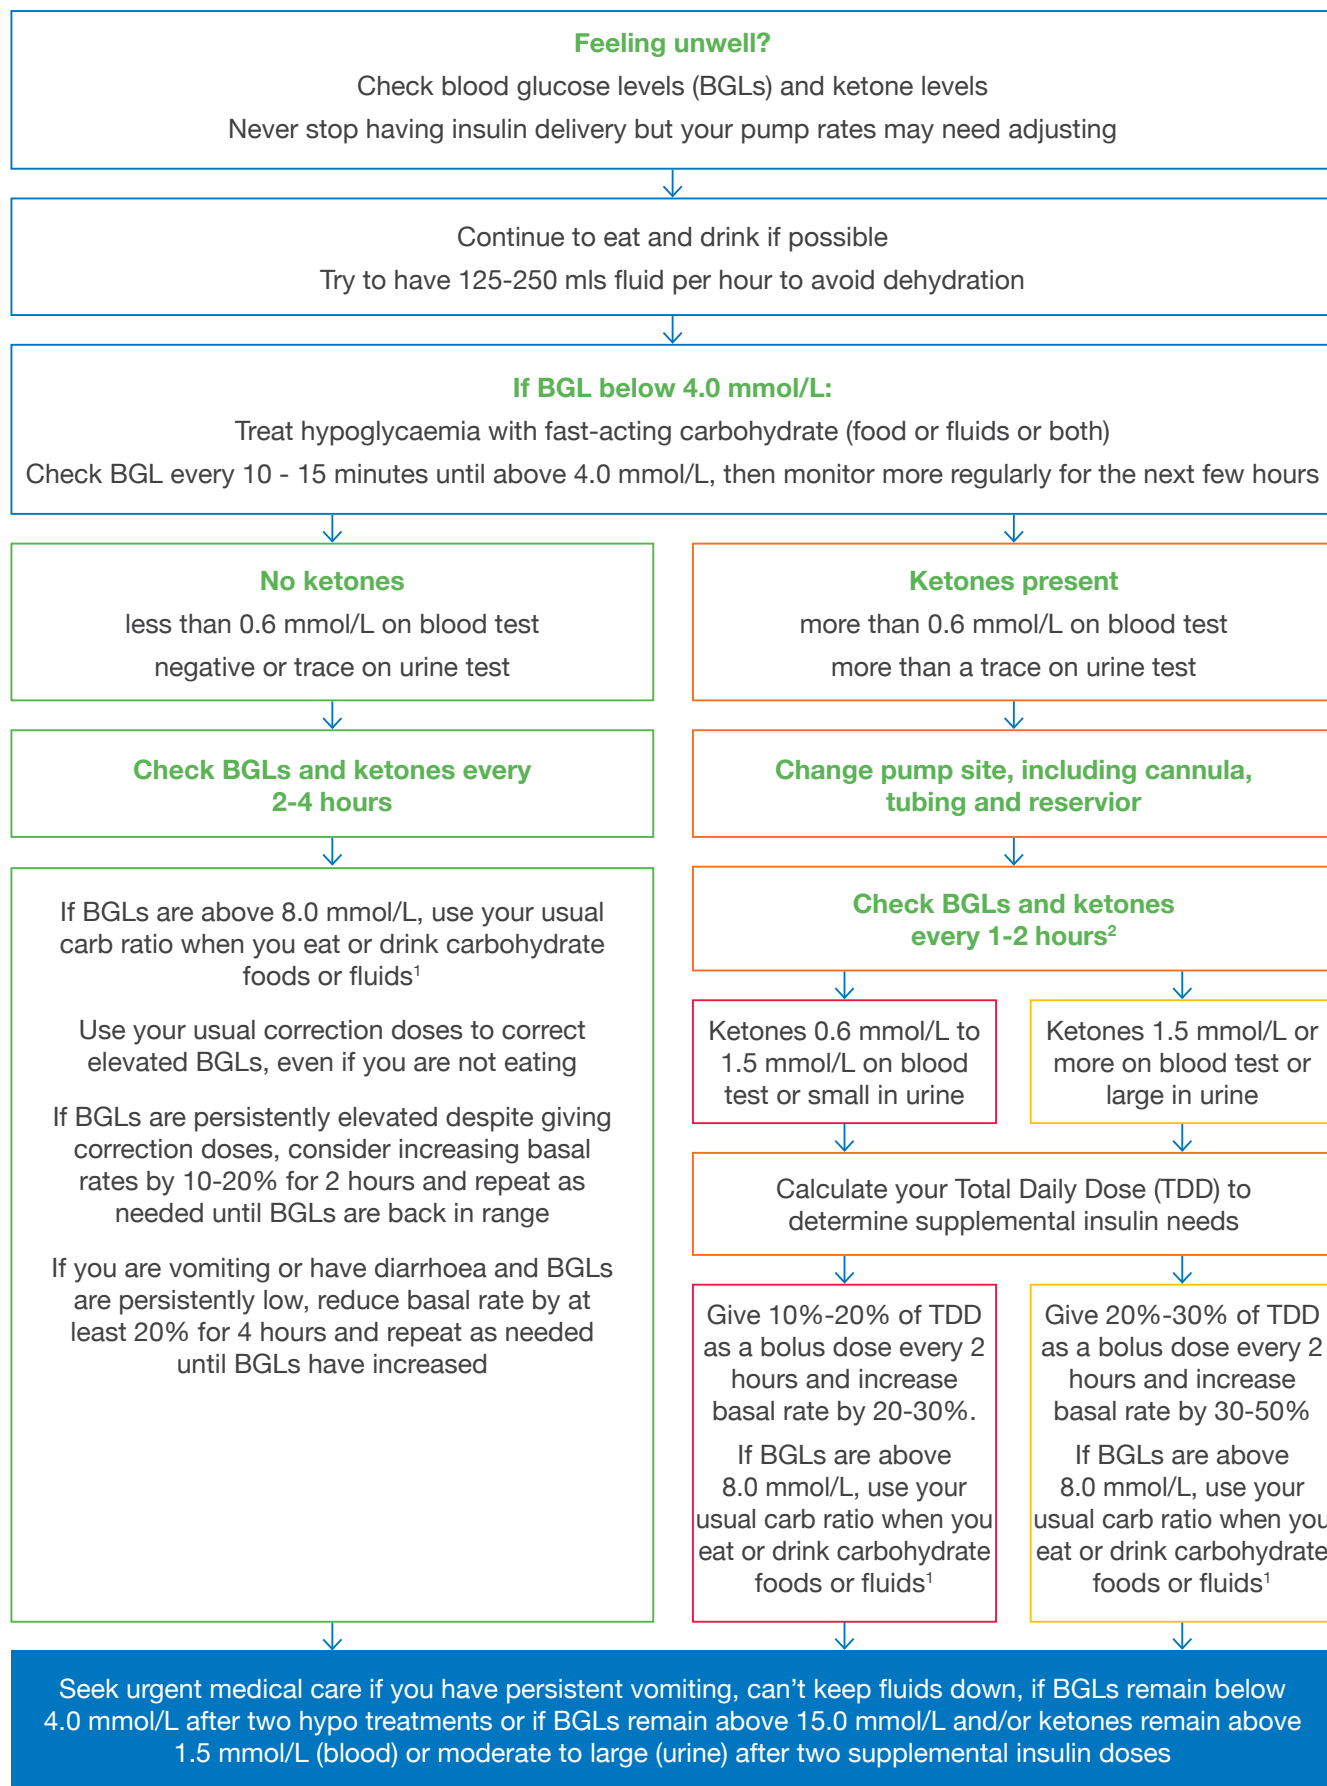 Feeling unwell?
Check blood glucose levels (BGLs) and ketone levels
Never stop having insulin delivery but your pump rates may need adjusting
Continue to eat and drink if possible
Try to have 125-250 mls fluid per hour to avoid dehydration
If BGL below 4.0 mmol/L:
Treat hypoglycaemia with fast-acting carbohydrate (food or fluids or both)
Check BGL every 10 - 15 minutes until above 4.0 mmol/L, then monitor more regularly for the next few hours
No ketones
less than 0.6 mmol/L on blood test
negative or trace on urine test
Check BGLs and ketones every
2-4 hours
If BGLs are above 8.0 mmol/L, use your usual
carb ratio when you eat or drink carbohydrate
foods or fluids¹
Use your usual correction doses to correct
elevated BGLs, even if you are not eating
If BGLs are persistently elevated despite giving
correction doses, consider increasing basal
rates by 10-20% for 2 hours and repeat as
needed until BGLs are back in range
If you are vomiting or have diarrhoea and BGLs
are persistently low, reduce basal rate by at
least 20% for 4 hours and repeat as needed
until BGLs have increased
Ketones present
more than 0.6 mmol/L on blood test
more than a trace on urine test
Change pump site, including cannula,
tubing and reservior
Check BGLs and ketones
every 1-2 hours²
Ketones 0.6 mmol/L to
1.5 mmol/L on blood
test or small in urine
Ketones 1.5 mmol/L or
more on blood test or
large in urine
Calculate your Total Daily Dose (TDD) to
determine supplemental insulin needs
Give 10%-20% of TDD
as a bolus dose every 2
hours and increase
basal rate by 20-30%.
If BGLs are above
8.0 mmol/L, use your
usual carb ratio when you
eat or drink carbohydrate
foods or fluids¹
Give 20%-30% of TDD
as a bolus dose every 2
hours and increase
basal rate by 30-50%
If BGLs are above
8.0 mmol/L, use your
usual carb ratio when you
eat or drink carbohydrate
foods or fluids¹
Seek urgent medical care if you have persistent vomiting, can't keep fluids down, if BGLs remain below
4.0 mmol/L after two hypo treatments or if BGLs remain above 15.0 mmol/L and/or ketones remain above
1.5 mmol/L (blood) or moderate to large (urine) after two supplemental insulin doses